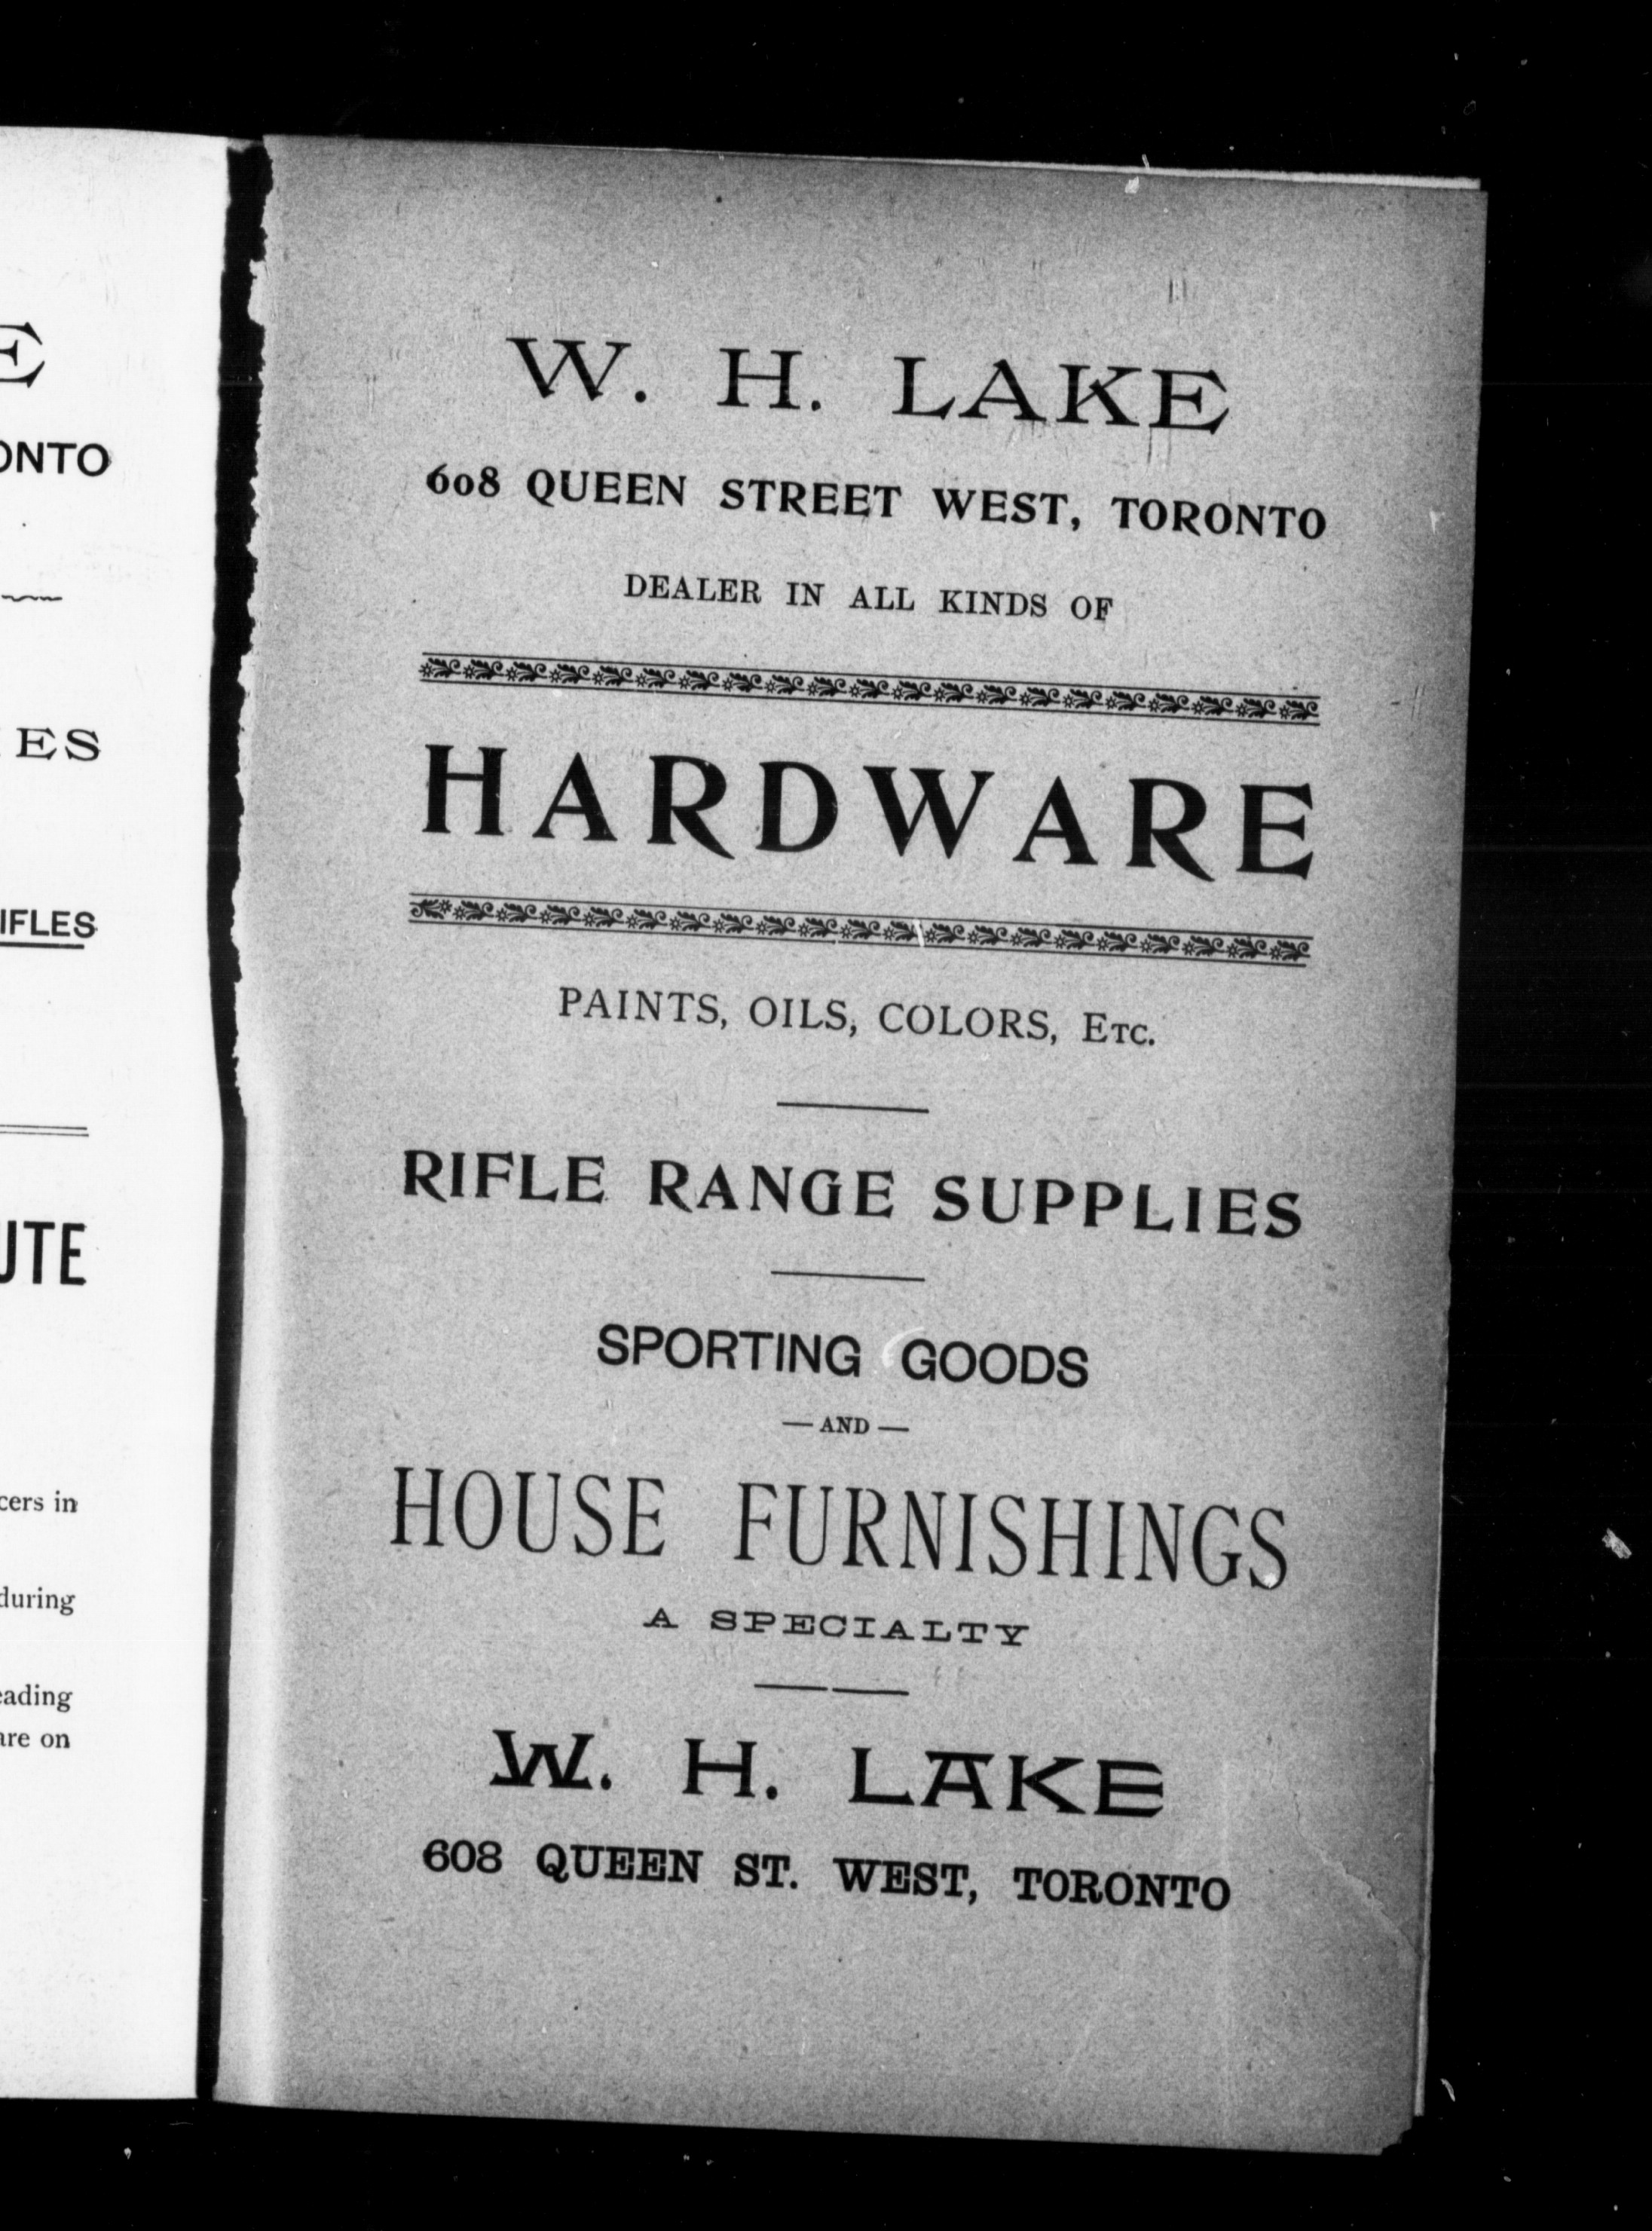 E
ONTO
IES
IFLES
UTE
cers in
during
eading
are on
W. H. LAKE
608 QUEEN STREET WEST, TORONTO
DEALER IN ALL KINDS OF
HARDWARE
PAINTS, OILS, COLORS, ETC.
RIFLE RANGE SUPPLIES
SPORTING GOODS
— AND —
HOUSE FURNISHINGS
A SPECIALTY
W. H. LAKE
608 QUEEN ST. WEST, TORONTO